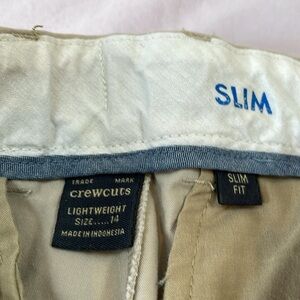 SLIM
TRADE MARK
crewcuts
LIGHTWEIGHT
SIZE.....14
MADE IN INDONESIA
SLIM
FIT